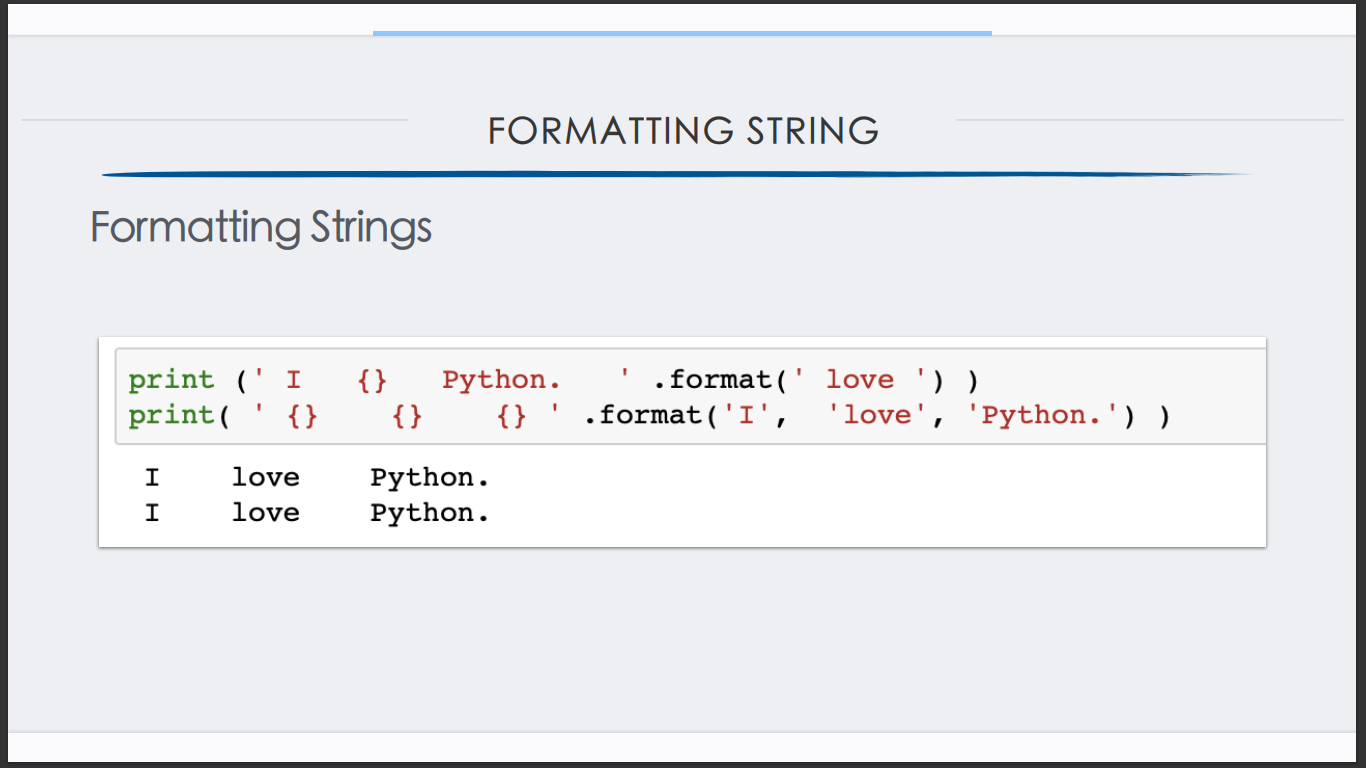 FORMATTING STRING
Formatting Strings
print (' I   {}   Python.   ' .format(' love ') )
print( ' {}    {}    {} ' .format('I',  'love', 'Python.') )
 I    love    Python.
 I    love    Python.